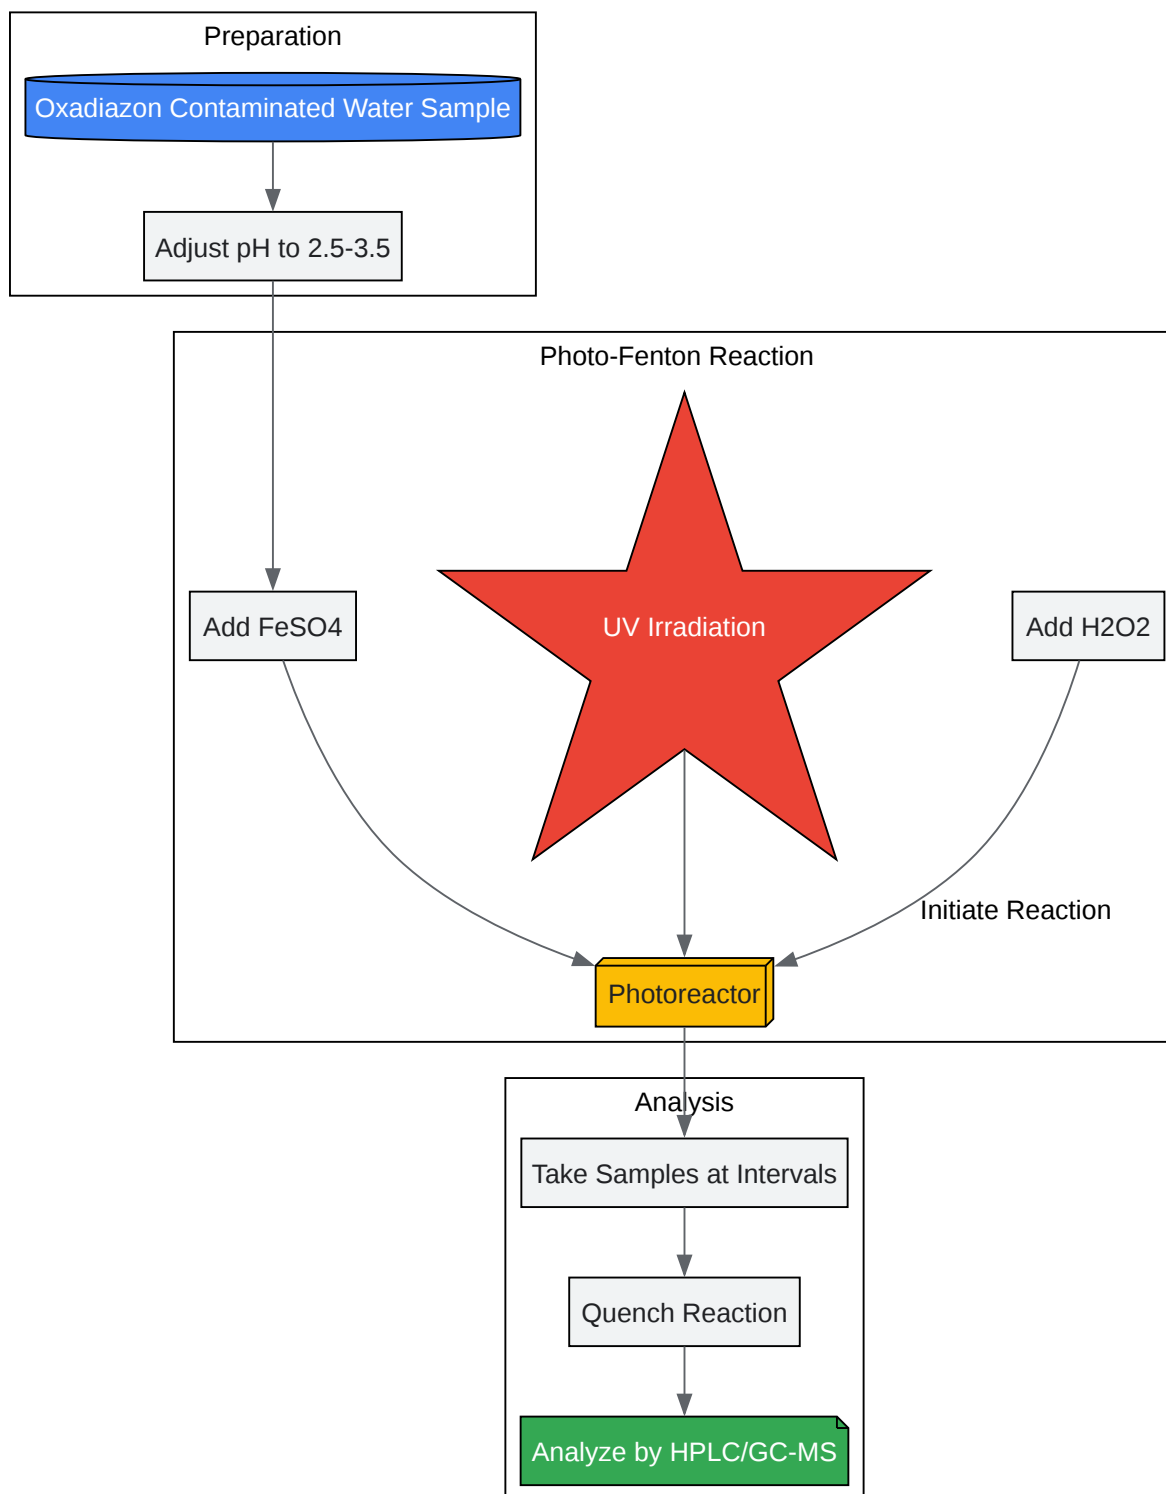 Preparation
Oxadiazon Contaminated Water Sample
Adjust pH to 2.5-3.5
Photo-Fenton Reaction
Add FeSO4
UV Irradiation
Add H2O2
Initiate Reaction
Photoreactor
Analysis
Take Samples at Intervals
Quench Reaction
Analyze by HPLC/GC-MS